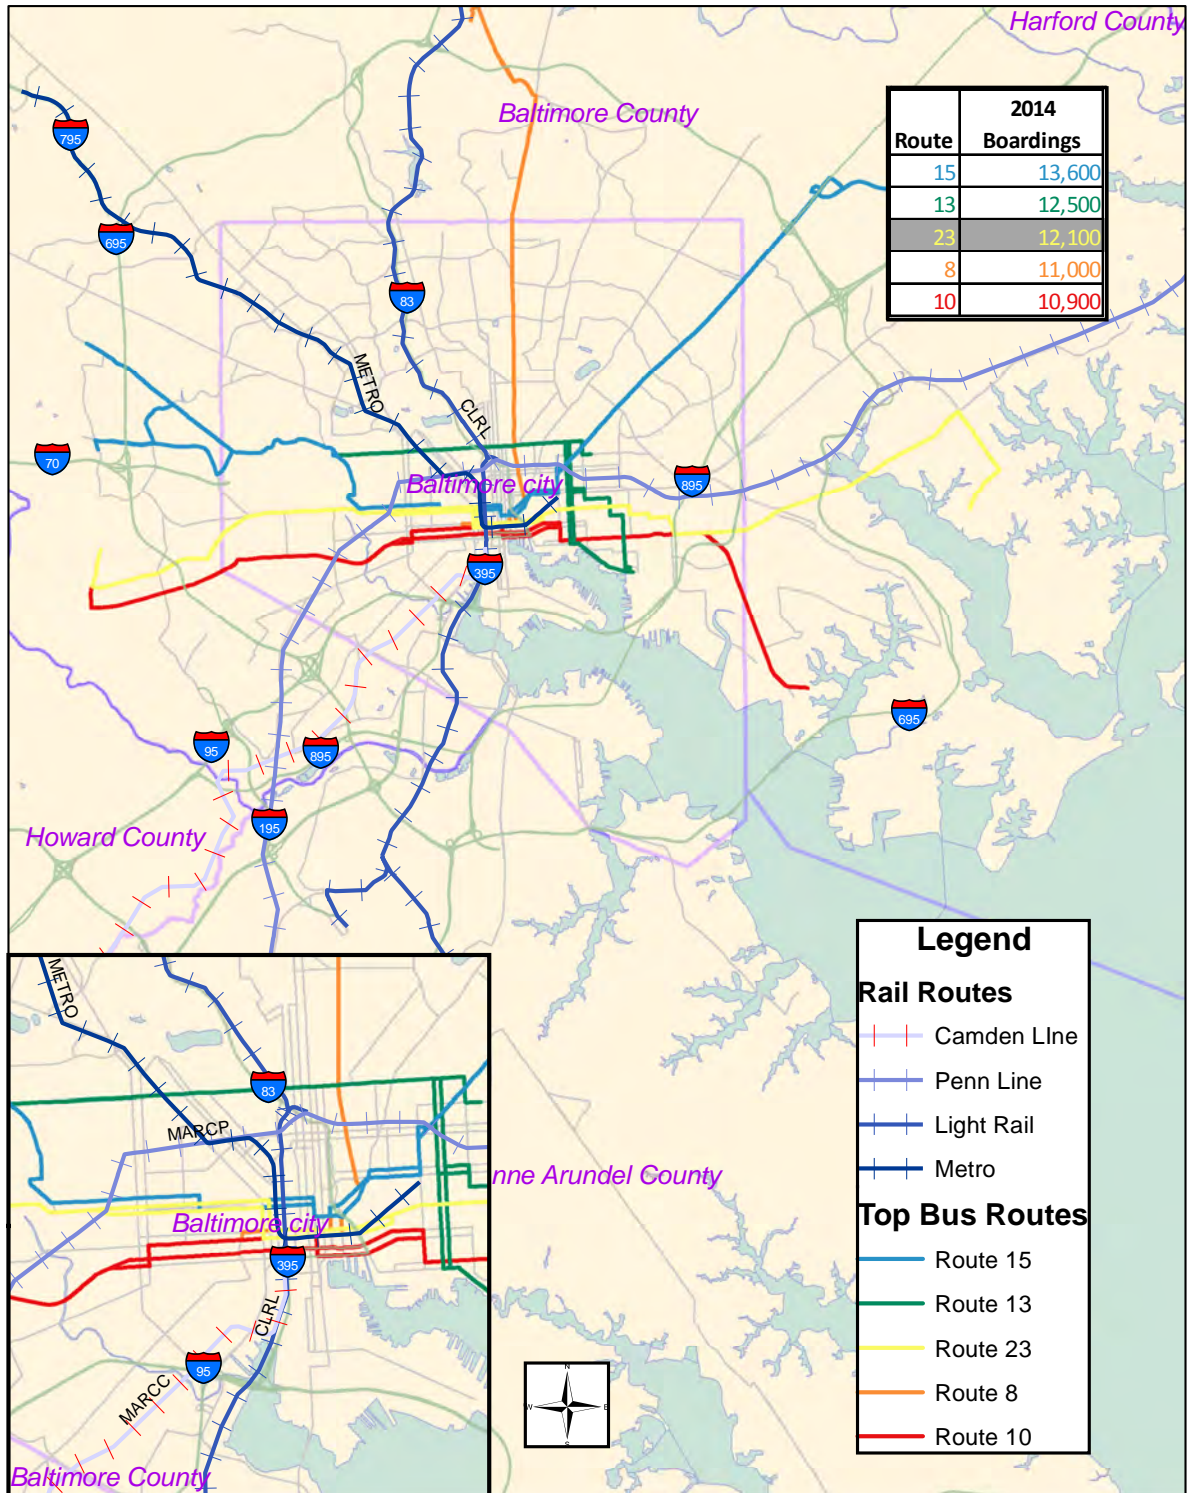 Harford County
Baltimore County
2014
Route Boardings
15 13,600
13 12,500
23 12,100
8 11,000
10 10,900
795
695
83
METRO
CLRL
70
Baltimore city
895
395
695
95
895
195
Howard County
Legend
Rail Routes
Camden LIne
Penn Line
Light Rail
Metro
Top Bus Routes
Route 15
Route 13
Route 23
Route 8
Route 10
METRO
83
MARCP
nne Arundel County
Baltimore city
395
CLRL
95
MARCC
Baltimore County
N
W E
S